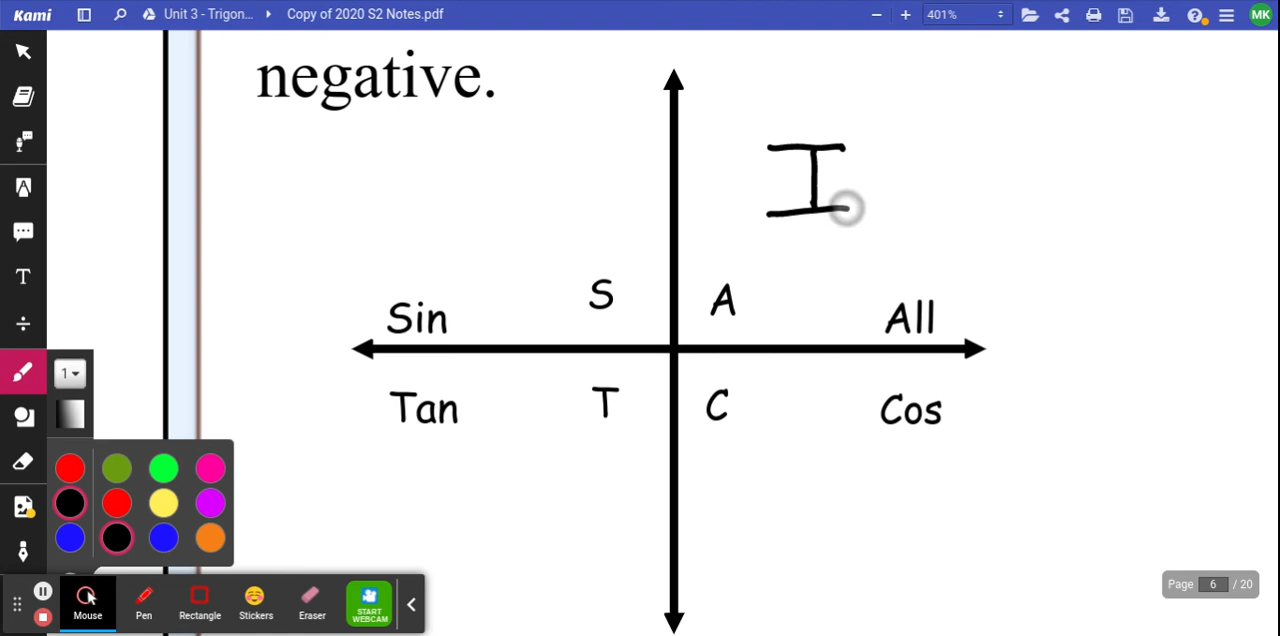 Kami Unit 3 - Trigon... Copy of 2020 S2 Notes.pdf 401% MK
negative.
I
S A
Sin All
Tan T C Cos
T
1
Page 6 / 20
Mouse Pen Rectangle Stickers Eraser START WEBCAM